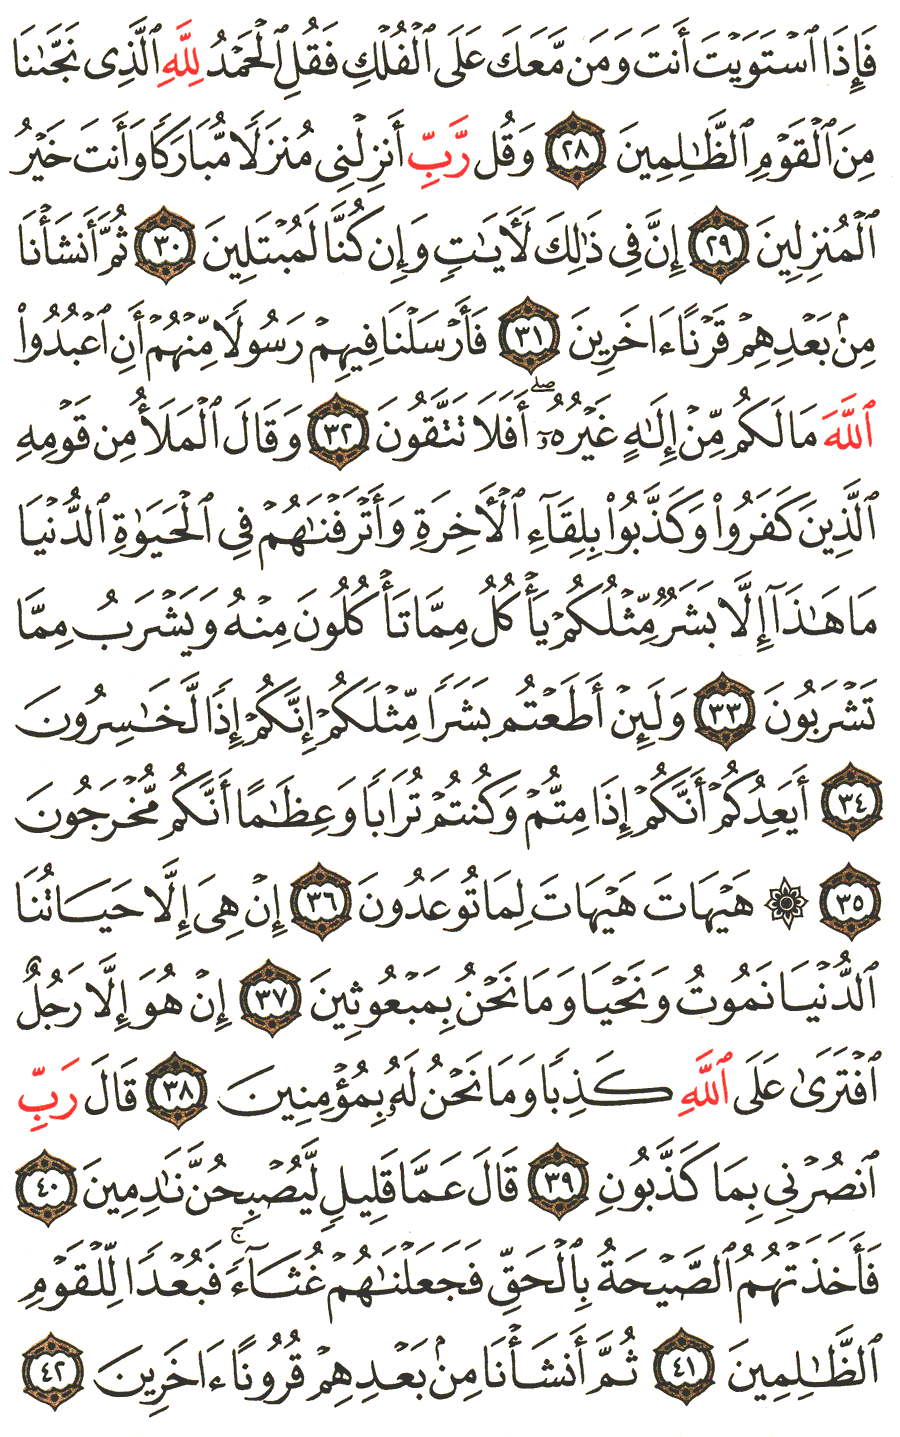 فَإِذَا ٱسْتَوَيْتَ أَنتَ وَمَن مَّعَكَ عَلَى ٱلْفُلْكِ فَقُلِ ٱلْحَمْدُ لِلَّهِ ٱلَّذِى نَجَّىٰنَا
مِنَ ٱلْقَوْمِ ٱلظَّـٰلِمِينَ ٢٨ وَقُل رَّبِّ أَنزِلْنِى مُنزَلًا مُّبَارَكًا وَأَنتَ خَيْرُ
ٱلْمُنزِلِينَ ٢٩ إِنَّ فِى ذَٰلِكَ لَـَٔايَـٰتٍ وَإِن كُنَّا لَمُبْتَلِينَ ٣٠ ثُمَّ أَنشَأْنَا
مِنۢ بَعْدِهِمْ قَرْنًا ءَاخَرِينَ ٣١ فَأَرْسَلْنَا فِيهِمْ رَسُولًا مِّنْهُمْ أَنِ ٱعْبُدُوا۟
ٱللَّهَ مَا لَكُم مِّنْ إِلَـٰهٍ غَيْرُهُۥٓ ۖ أَفَلَا تَتَّقُونَ ٣٢ وَقَالَ ٱلْمَلَأُ مِن قَوْمِهِ
ٱلَّذِينَ كَفَرُوا۟ وَكَذَّبُوا۟ بِلِقَآءِ ٱلْـَٔاخِرَةِ وَأَتْرَفْنَـٰهُمْ فِى ٱلْحَيَوٰةِ ٱلدُّنْيَا
مَا هَـٰذَآ إِلَّا بَشَرٌ مِّثْلُكُمْ يَأْكُلُ مِمَّا تَأْكُلُونَ مِنْهُ وَيَشْرَبُ مِمَّا
تَشْرَبُونَ ٣٣ وَلَئِنْ أَطَعْتُم بَشَرًا مِّثْلَكُمْ إِنَّكُمْ إِذًا لَّخَـٰسِرُونَ
٣٤ أَيَعِدُكُمْ أَنَّكُمْ إِذَا مِتُّمْ وَكُنتُمْ تُرَابًا وَعِظَـٰمًا أَنَّكُم مُّخْرَجُونَ
٣٥ ۞ هَيْهَاتَ هَيْهَاتَ لِمَا تُوعَدُونَ ٣٦ إِنْ هِىَ إِلَّا حَيَاتُنَا
ٱلدُّنْيَا نَمُوتُ وَنَحْيَا وَمَا نَحْنُ بِمَبْعُوثِينَ ٣٧ إِنْ هُوَ إِلَّا رَجُلٌ
ٱفْتَرَىٰ عَلَى ٱللَّهِ كَذِبًا وَمَا نَحْنُ لَهُۥ بِمُؤْمِنِينَ ٣٨ قَالَ رَبِّ
ٱنصُرْنِى بِمَا كَذَّبُونِ ٣٩ قَالَ عَمَّا قَلِيلٍ لَّيُصْبِحُنَّ نَـٰدِمِينَ ٤٠
فَأَخَذَتْهُمُ ٱلصَّيْحَةُ بِٱلْحَقِّ فَجَعَلْنَـٰهُمْ غُثَآءً ۚ فَبُعْدًا لِّلْقَوْمِ
ٱلظَّـٰلِمِينَ ٤١ ثُمَّ أَنشَأْنَا مِنۢ بَعْدِهِمْ قُرُونًا ءَاخَرِينَ ٤٢